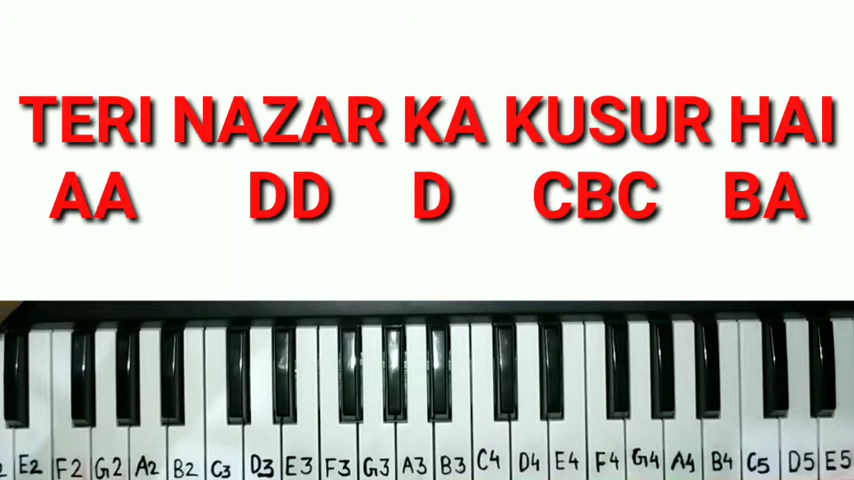 TERI NAZAR KA KUSUR HAI
AA DD D CBC BA
E2 F2 G2 A2 B2 C3 D3 E3 F3 G3 A3 B3 C4 D4 E4 F4 G4 A4 B4 C5 D5 E5